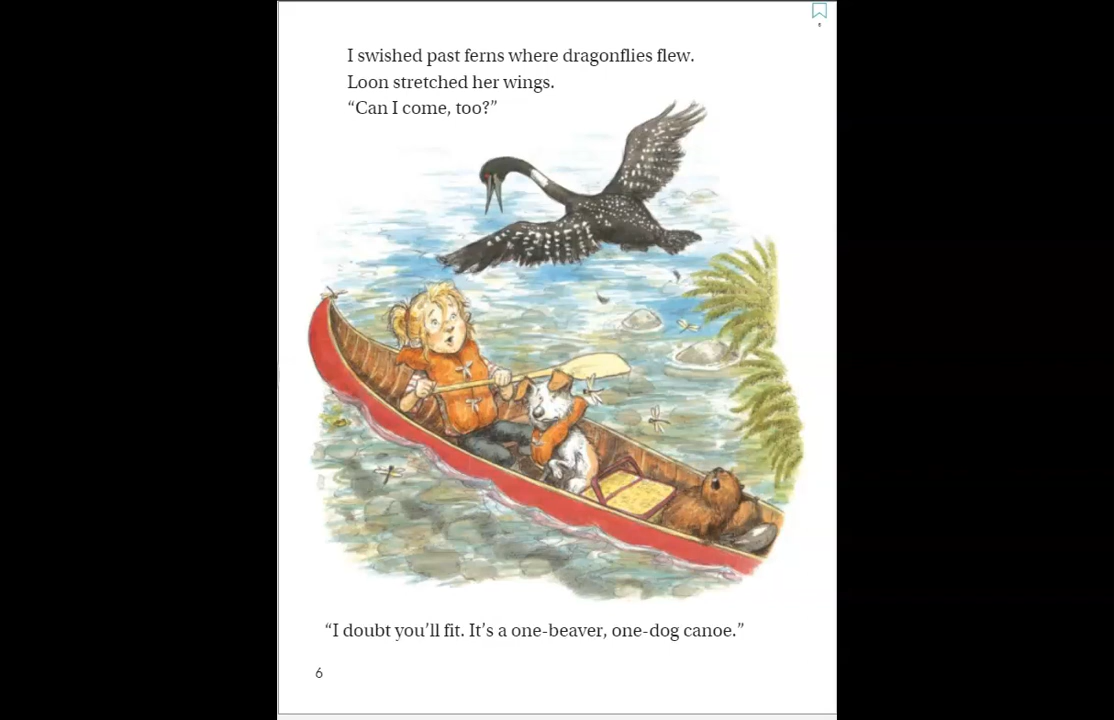 I swished past ferns where dragonflies flew.
Loon stretched her wings.
“Can I come, too?”
“I doubt you’ll fit. It’s a one-beaver, one-dog canoe.”
6